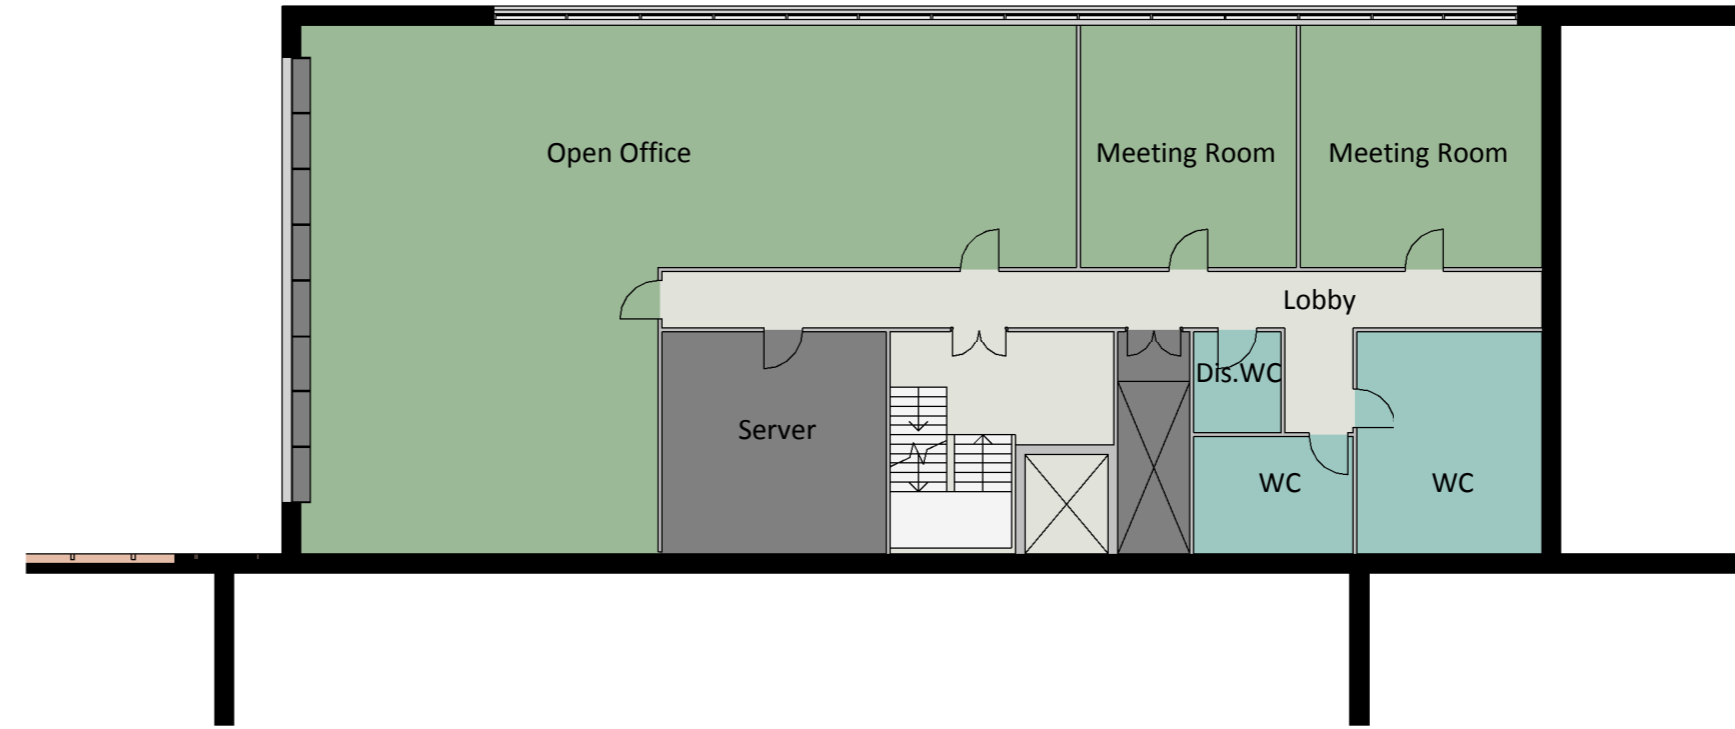 Open Office
Meeting Room
Meeting Room
Lobby
Dis.WC
Server
WC
WC